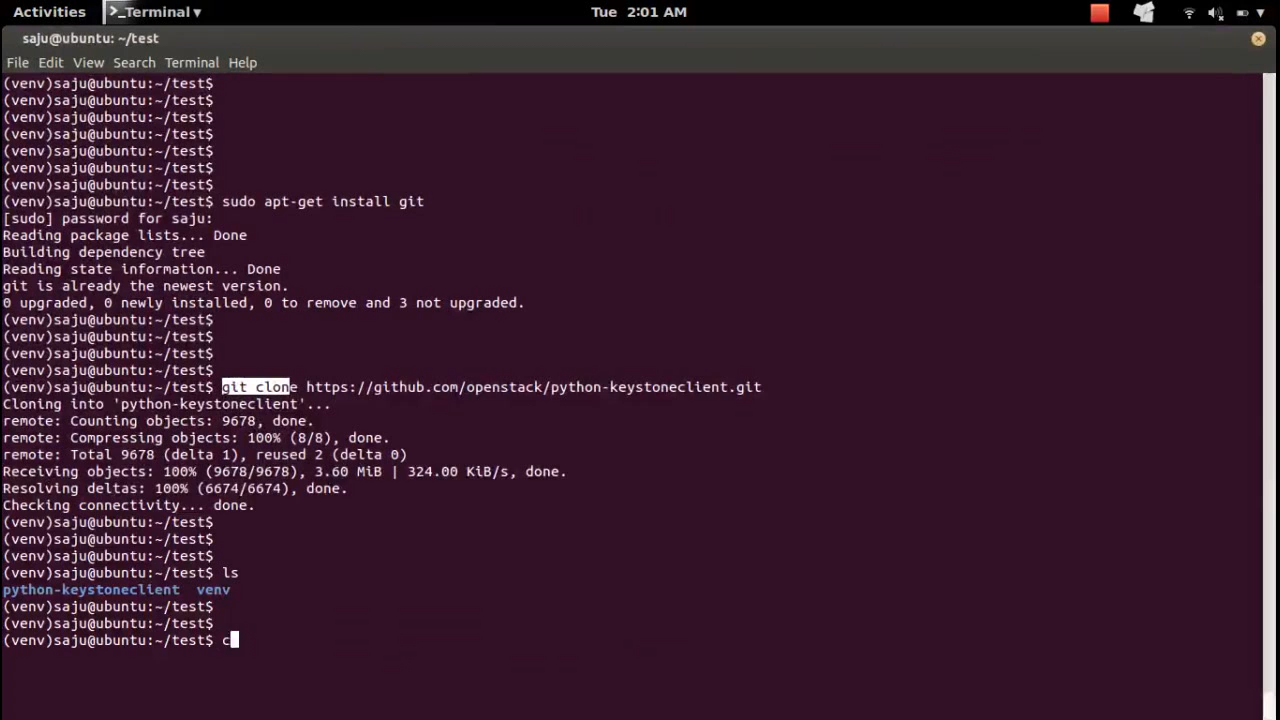 Activities >_Terminal ▾ Tue 2:01 AM
saju@ubuntu: ~/test
File Edit View Search Terminal Help
(venv)saju@ubuntu:~/test$
(venv)saju@ubuntu:~/test$
(venv)saju@ubuntu:~/test$
(venv)saju@ubuntu:~/test$
(venv)saju@ubuntu:~/test$
(venv)saju@ubuntu:~/test$
(venv)saju@ubuntu:~/test$
(venv)saju@ubuntu:~/test$ sudo apt-get install git
[sudo] password for saju:
Reading package lists... Done
Building dependency tree
Reading state information... Done
git is already the newest version.
0 upgraded, 0 newly installed, 0 to remove and 3 not upgraded.
(venv)saju@ubuntu:~/test$
(venv)saju@ubuntu:~/test$
(venv)saju@ubuntu:~/test$
(venv)saju@ubuntu:~/test$
(venv)saju@ubuntu:~/test$ git clone https://github.com/openstack/python-keystoneclient.git
Cloning into 'python-keystoneclient'...
remote: Counting objects: 9678, done.
remote: Compressing objects: 100% (8/8), done.
remote: Total 9678 (delta 1), reused 2 (delta 0)
Receiving objects: 100% (9678/9678), 3.60 MiB | 324.00 KiB/s, done.
Resolving deltas: 100% (6674/6674), done.
Checking connectivity... done.
(venv)saju@ubuntu:~/test$
(venv)saju@ubuntu:~/test$
(venv)saju@ubuntu:~/test$
(venv)saju@ubuntu:~/test$ ls
python-keystoneclient venv
(venv)saju@ubuntu:~/test$
(venv)saju@ubuntu:~/test$
(venv)saju@ubuntu:~/test$ c